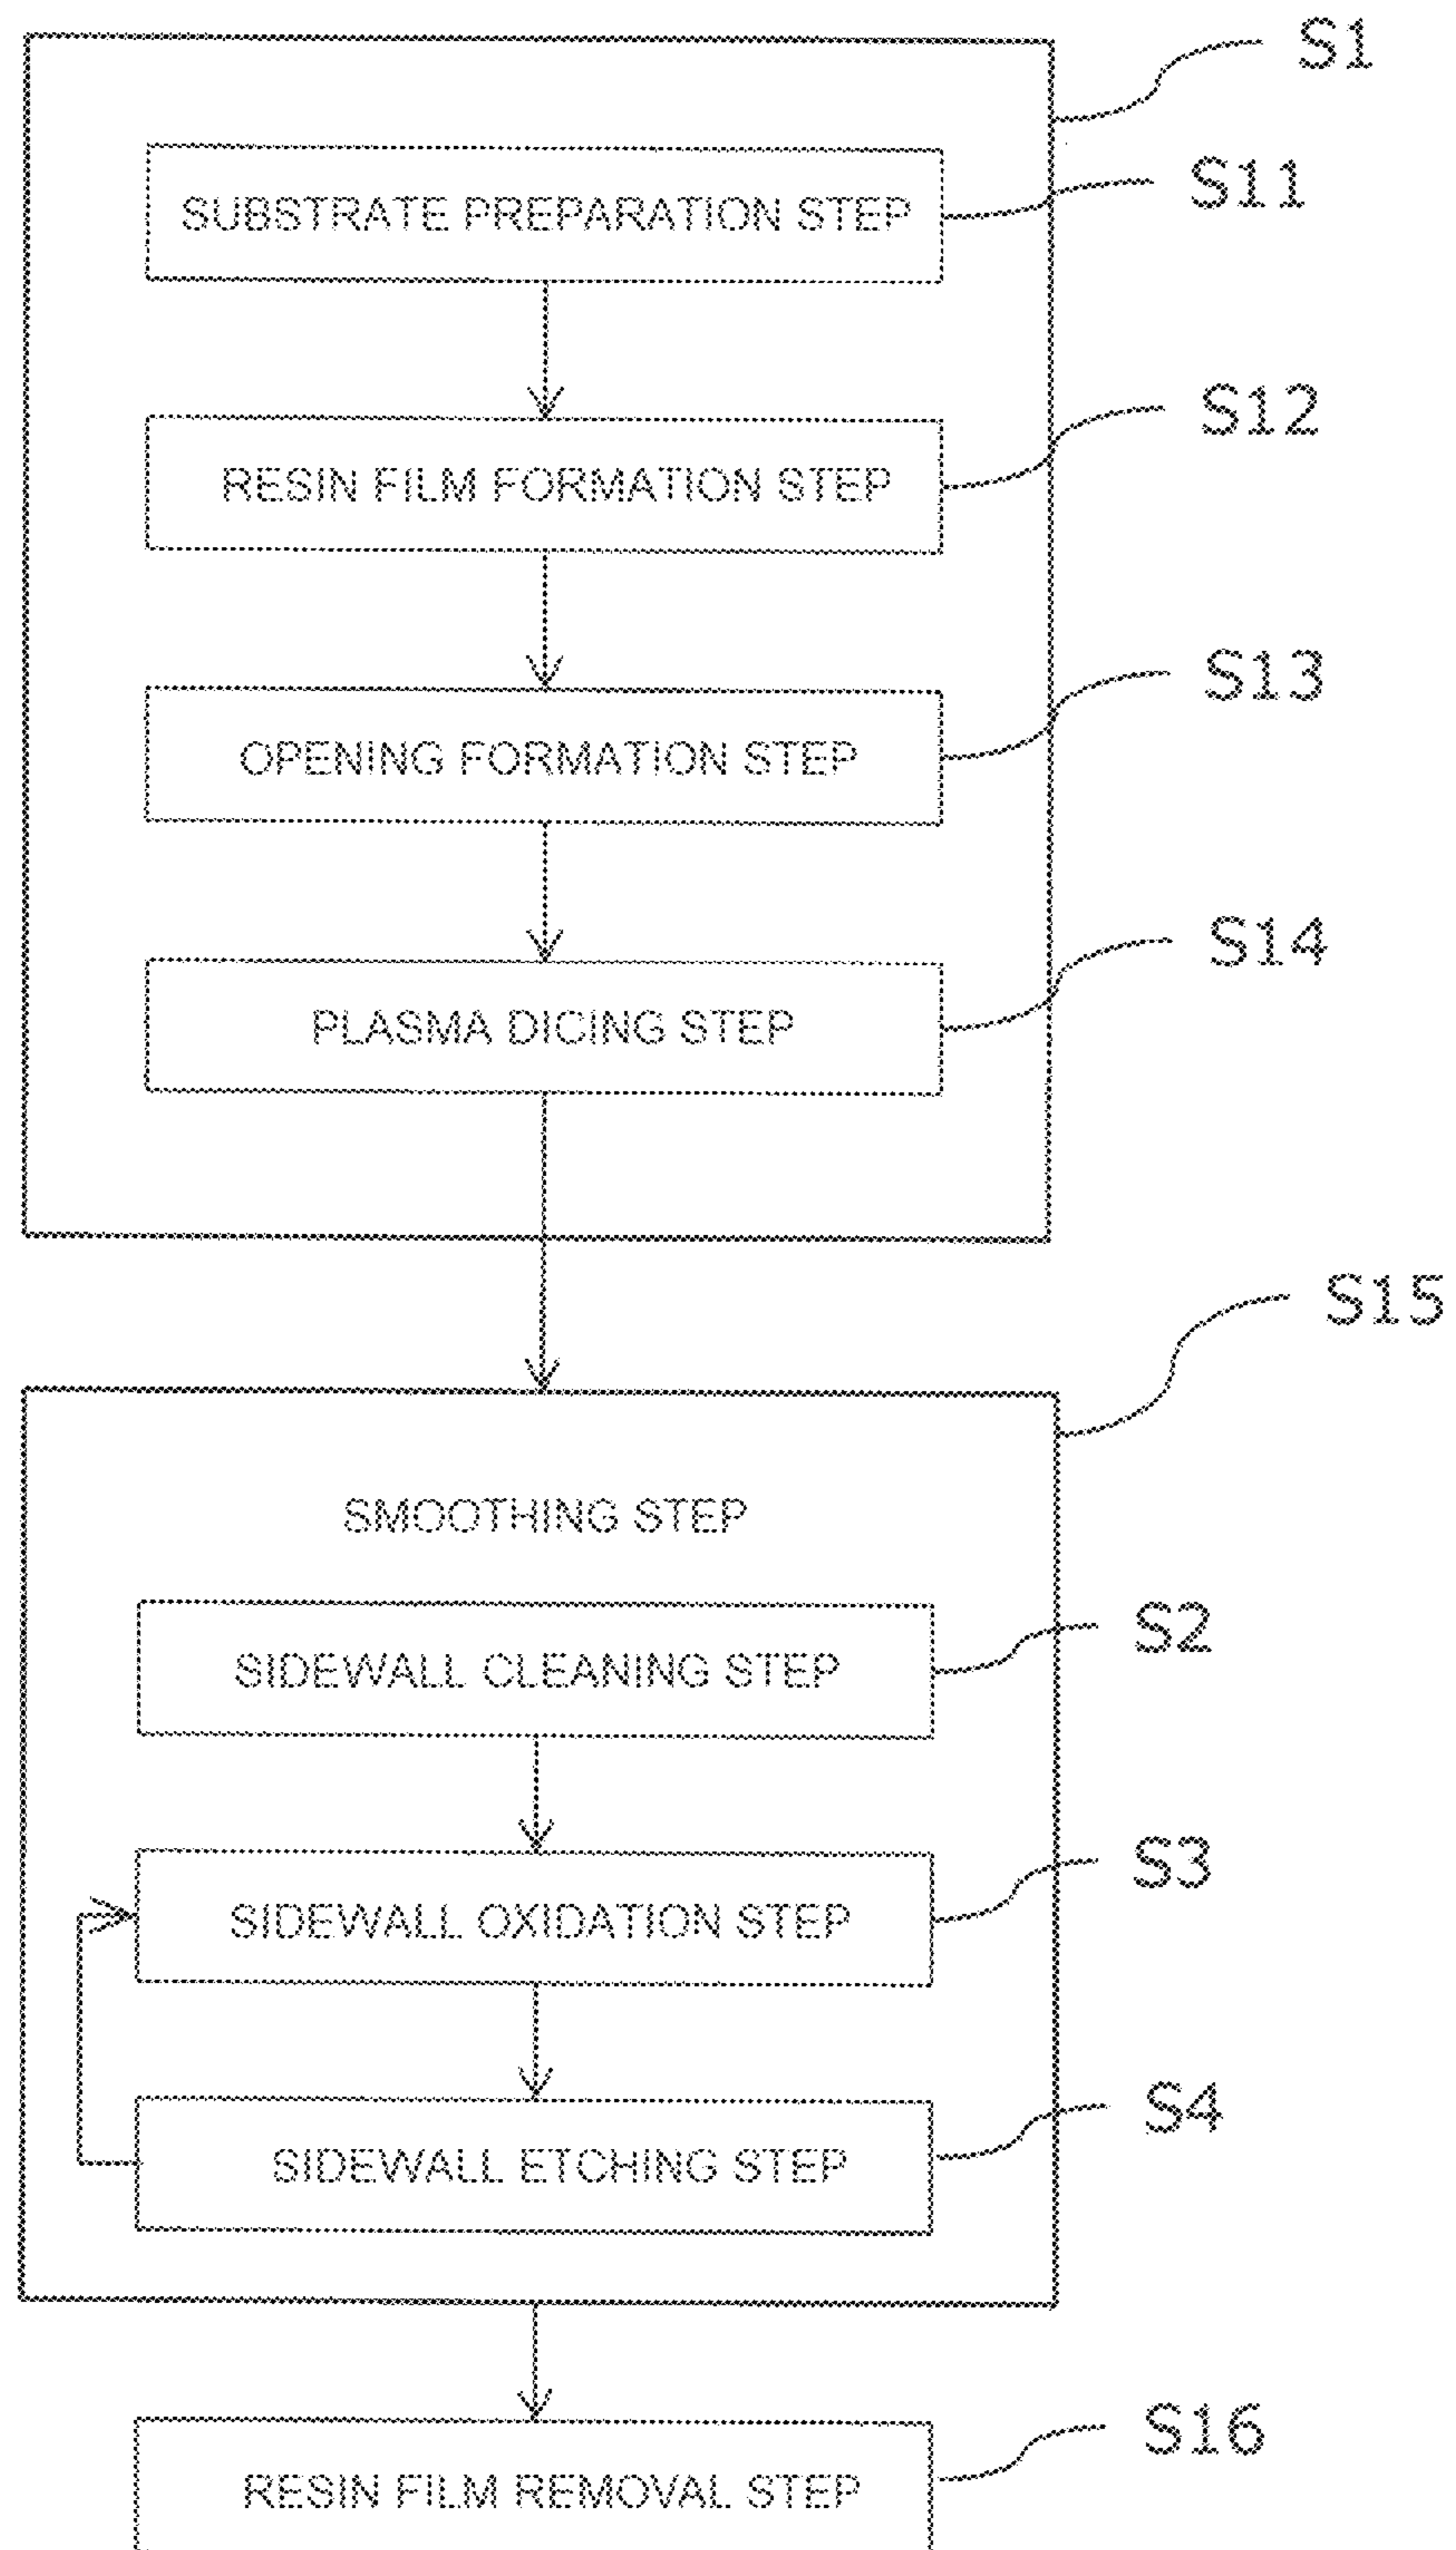 S1
SUBSTRATE PREPARATION STEP
S11
RESIN FILM FORMATION STEP
S12
OPENING FORMATION STEP
S13
PLASMA DICING STEP
S14
S15
SMOOTHING STEP
SIDEWALL CLEANING STEP
S2
SIDEWALL OXIDATION STEP
S3
SIDEWALL ETCHING STEP
S4
RESIN FILM REMOVAL STEP
S16